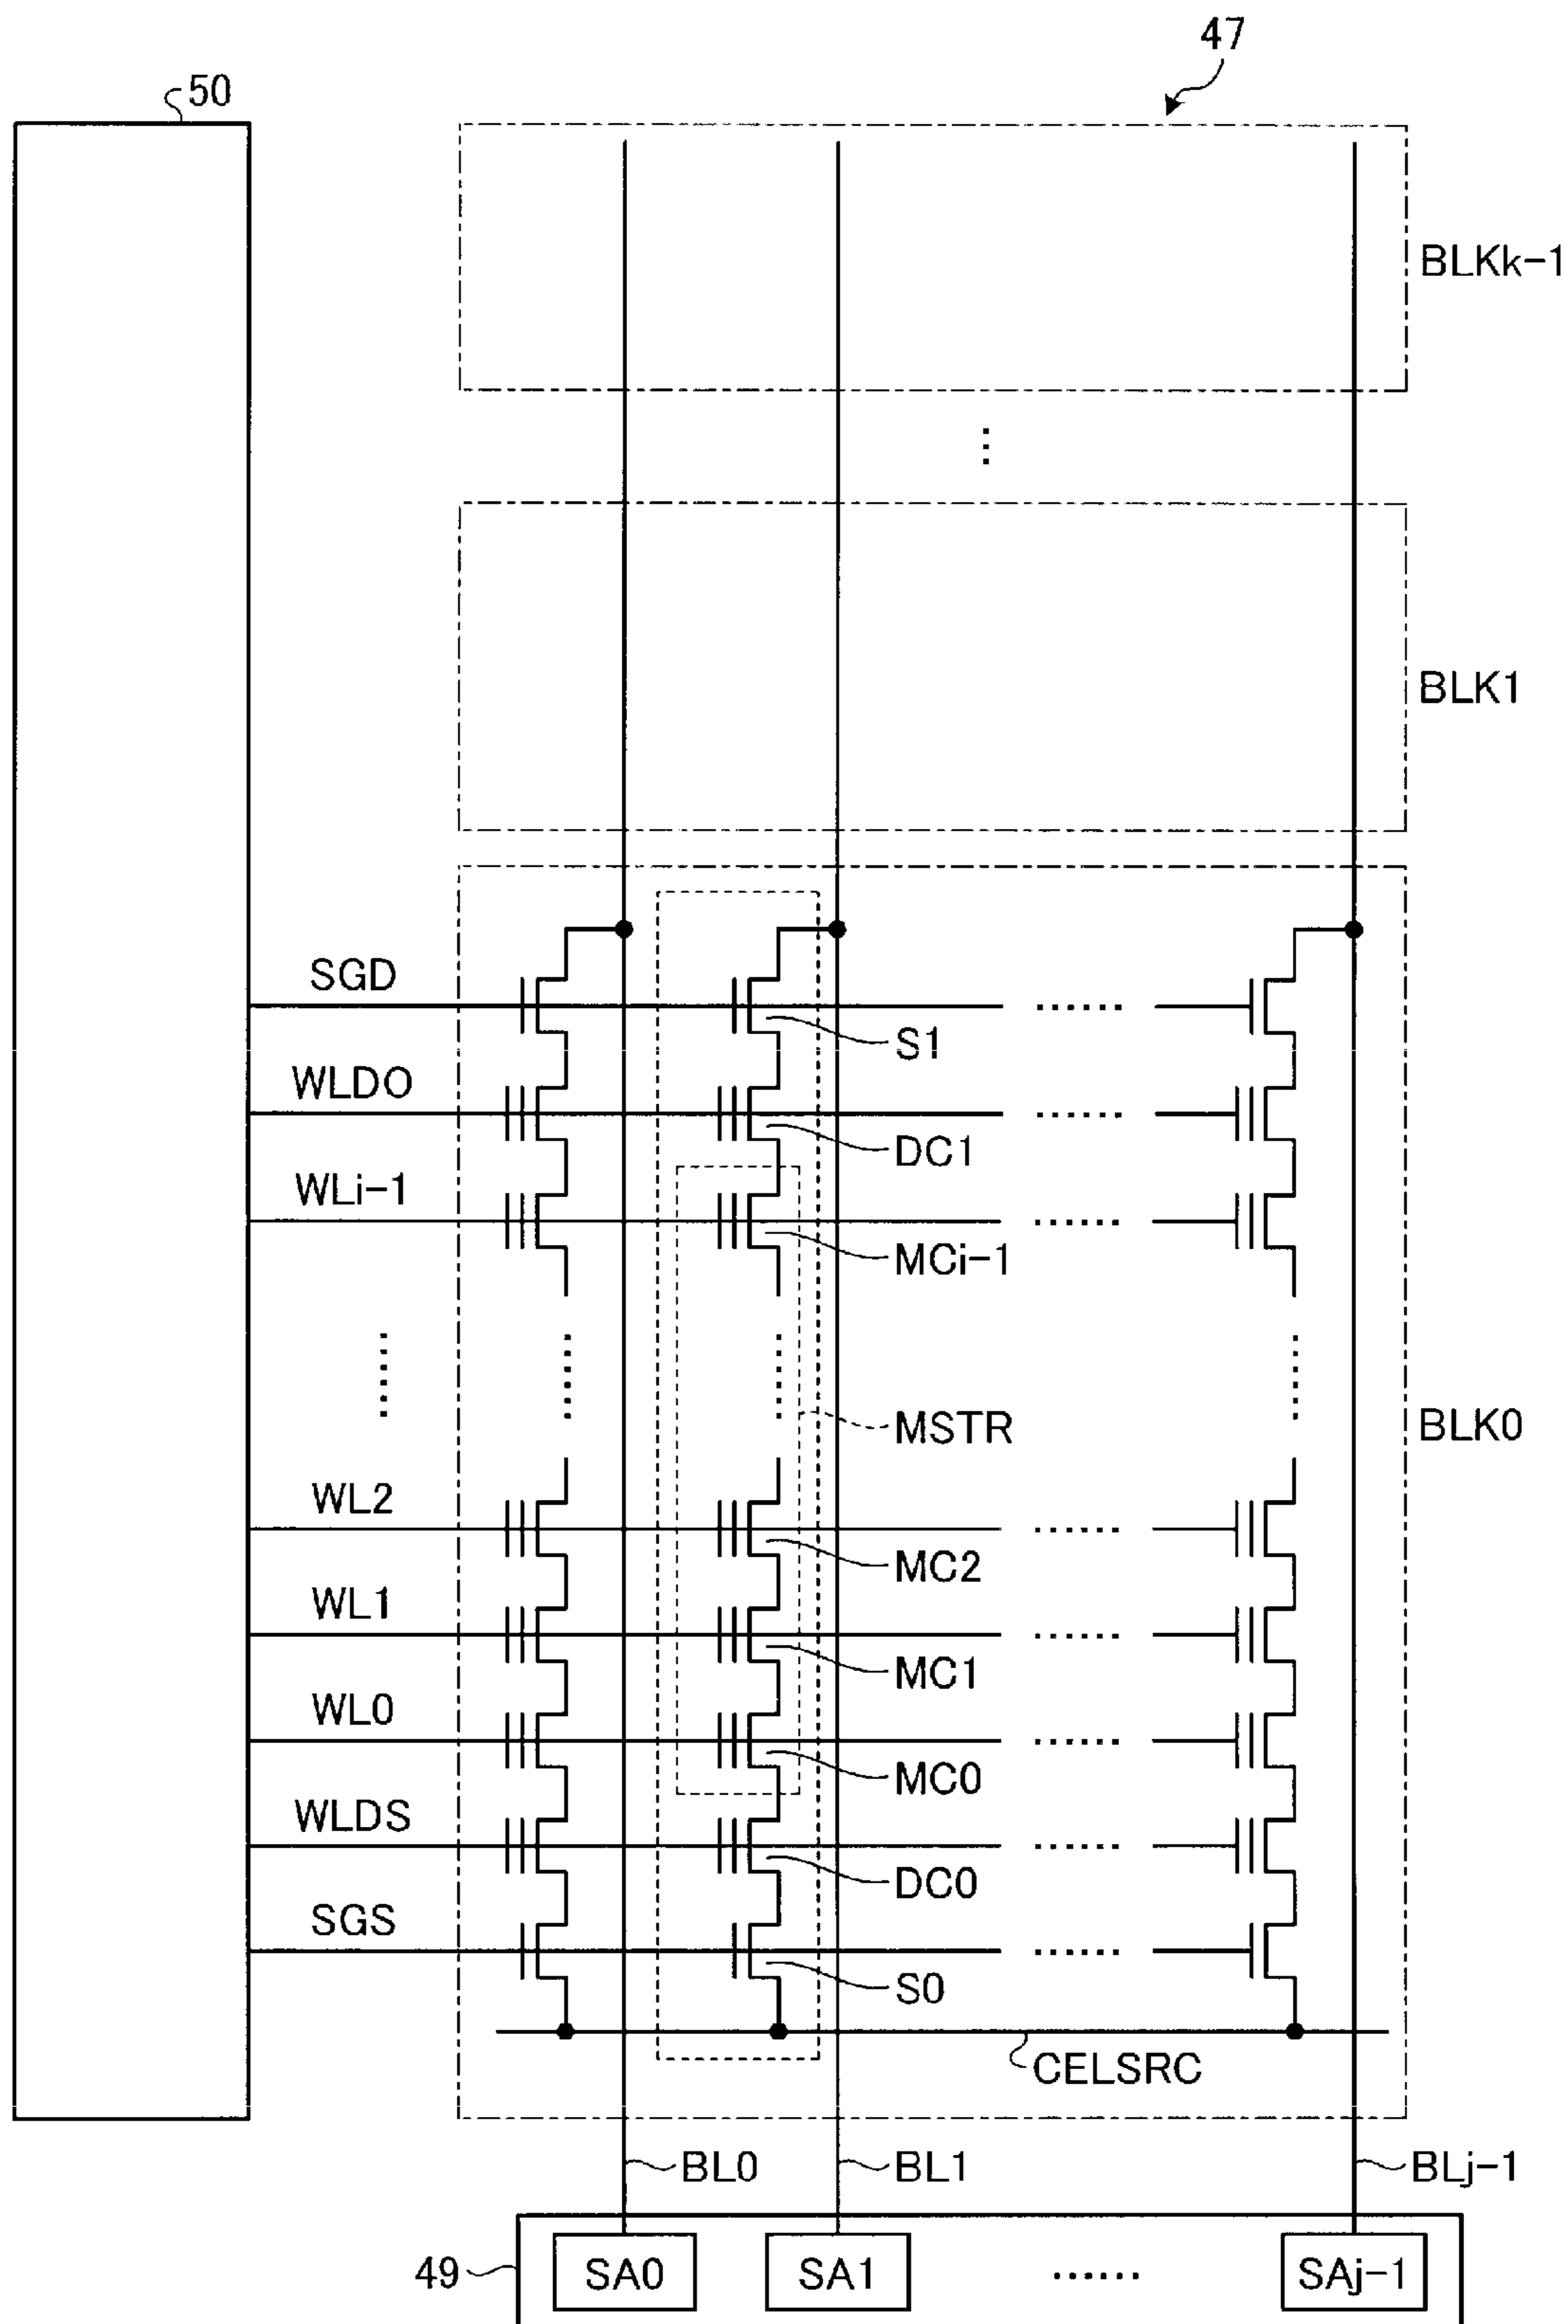 47
50
BLKk-1
⋮
BLK1
SGD
......
S1
WLDO
......
DC1
WLi-1
......
MCi-1
......
MSTR
BLK0
WL2
......
MC2
WL1
......
MC1
WL0
......
MC0
WLDS
......
DC0
SGS
......
S0
CELSRC
BL0 BL1 BLj-1
49 SA0 SA1 ...... SAj-1